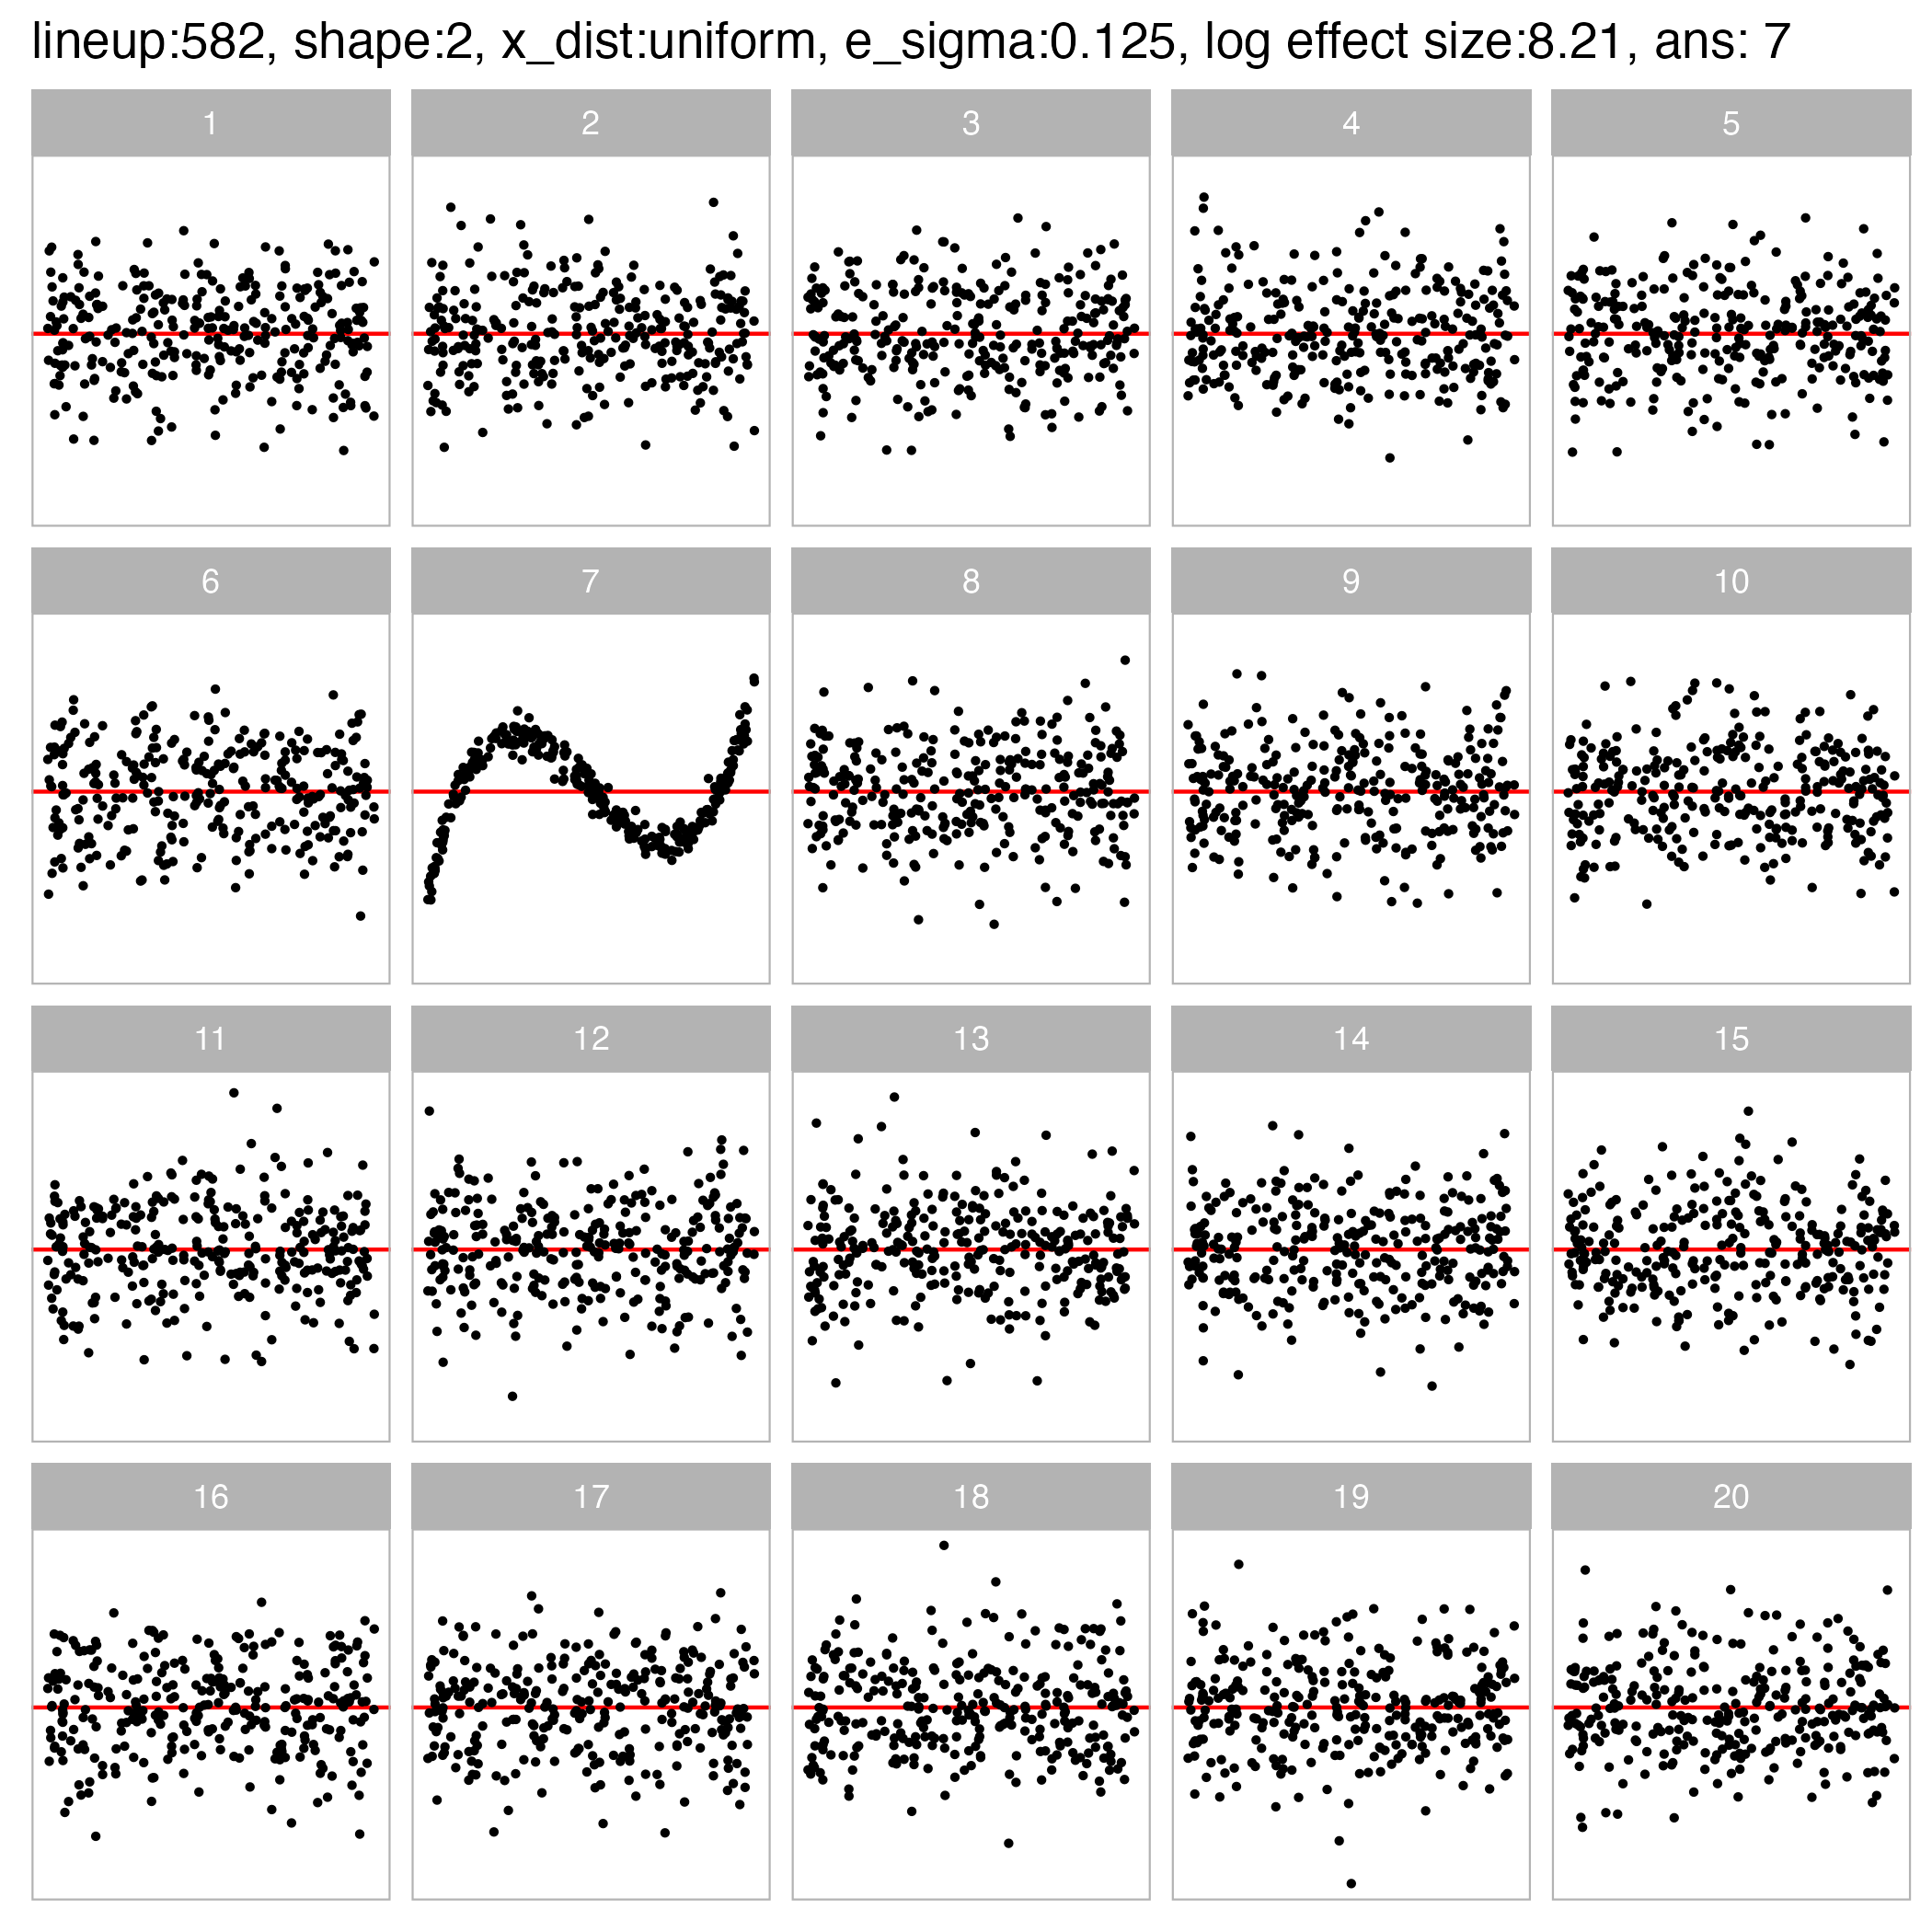 lineup:582, shape:2, x_dist:uniform, e_sigma:0.125, log effect size:8.21, ans: 7
1 2 3 4 5
6 7 8 9 10
11 12 13 14 15
16 17 18 19 20